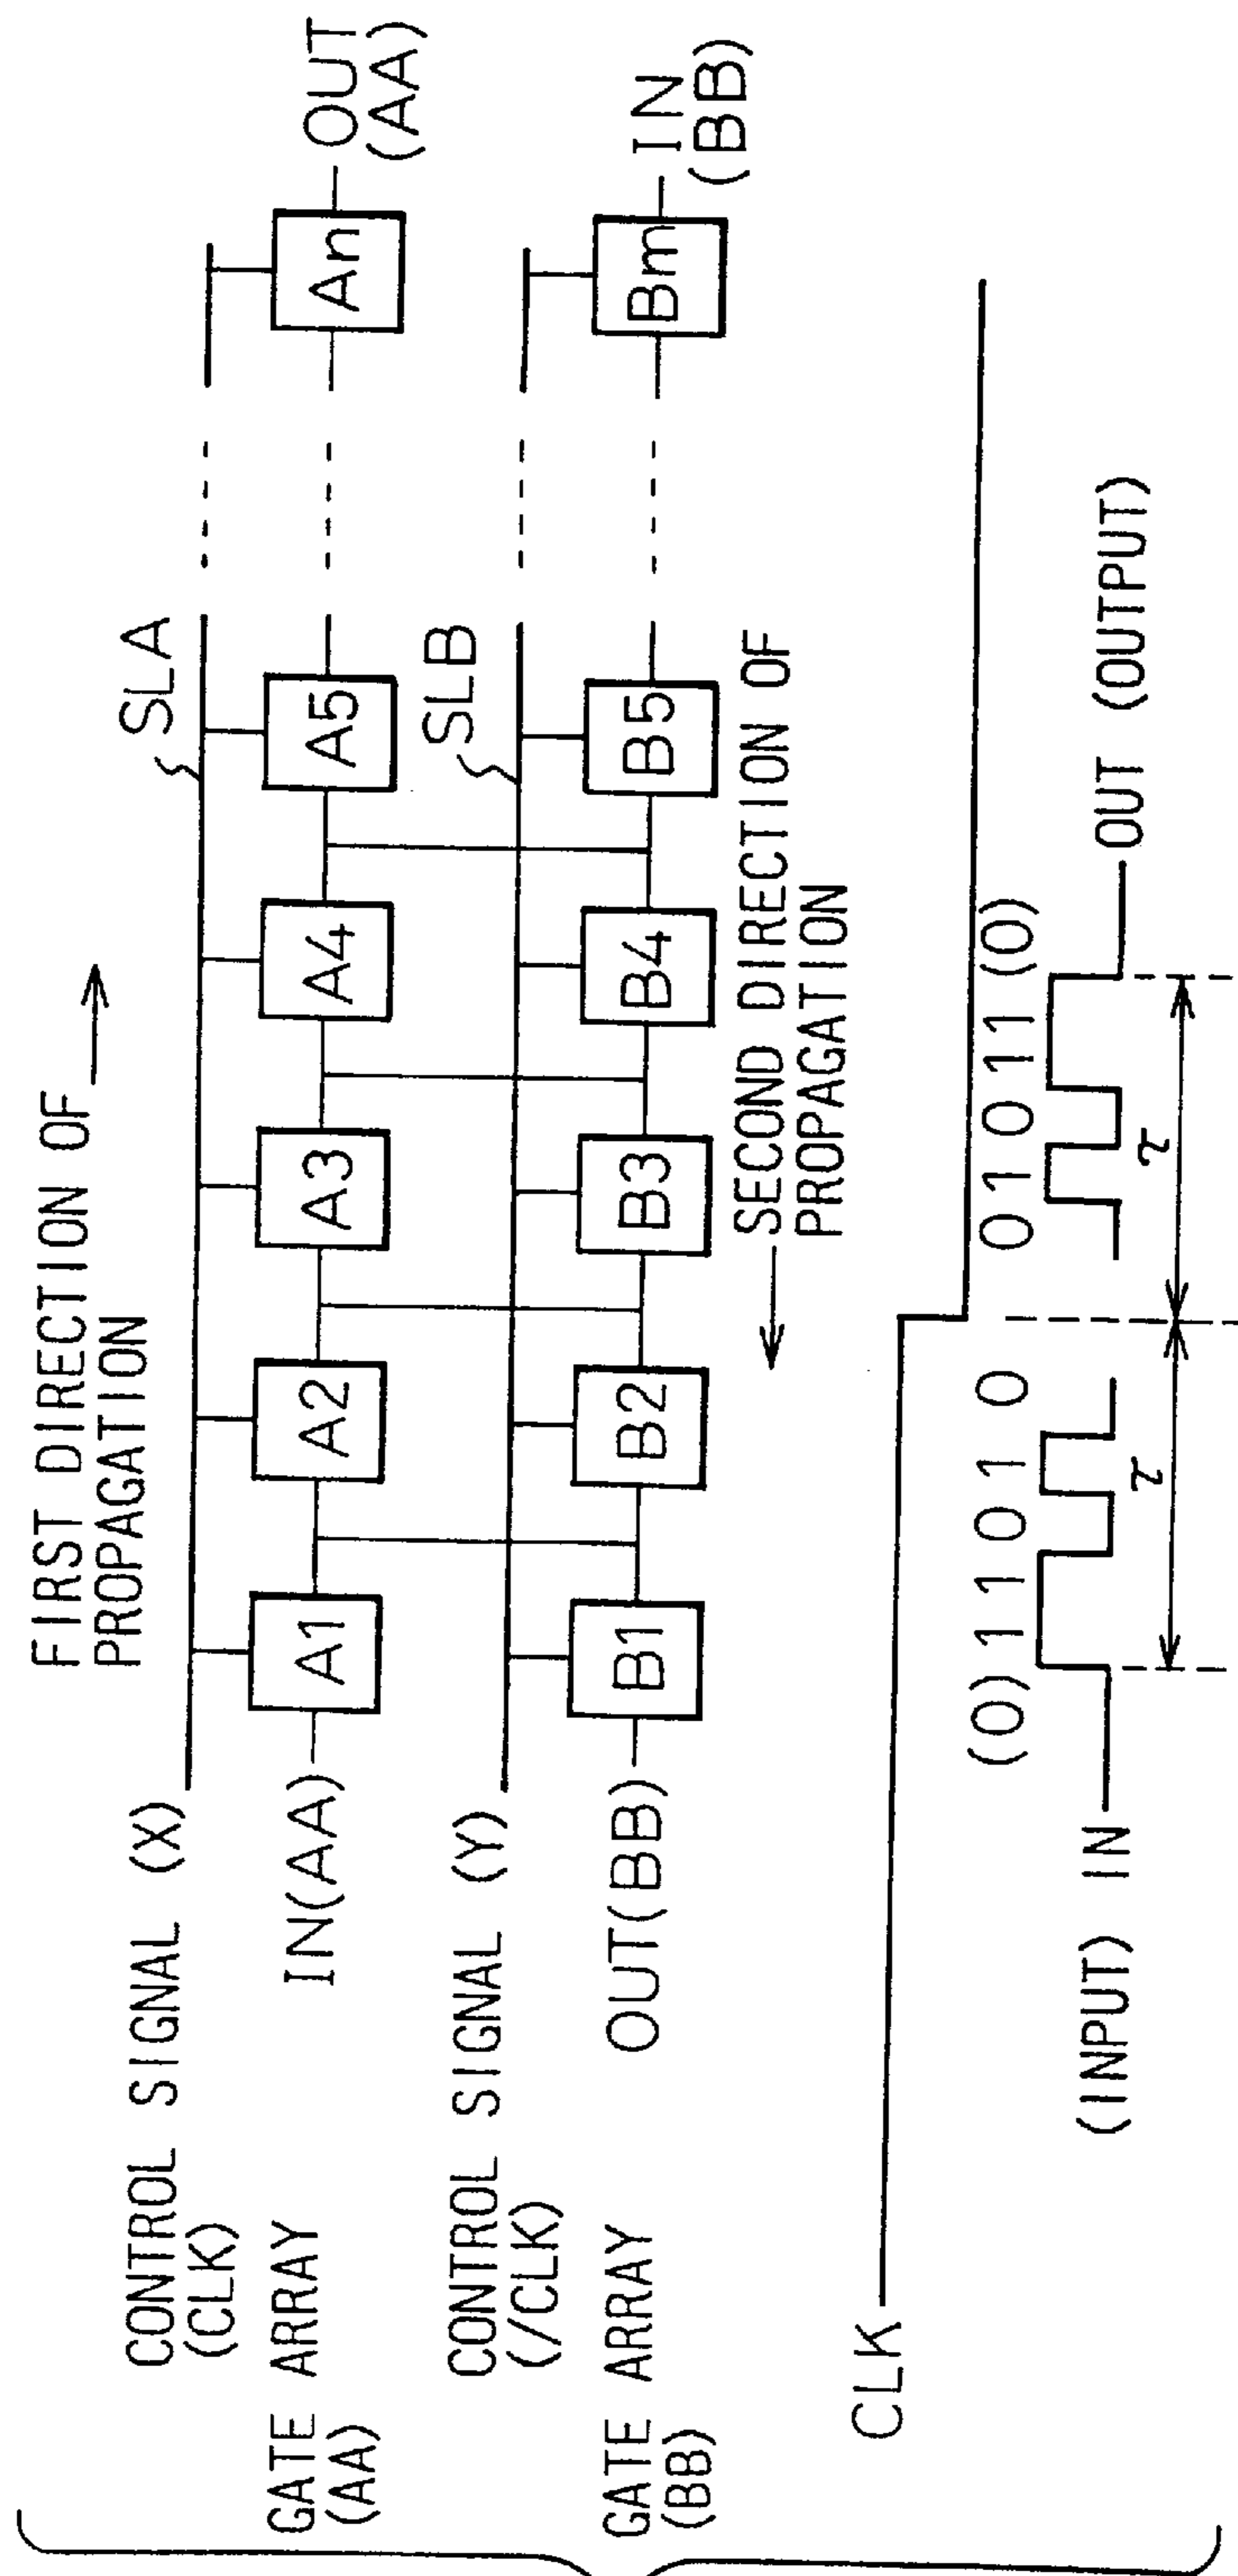 FIRST DIRECTION OF
PROPAGATION
CONTROL SIGNAL (X)
(CLK)
SLA
GATE ARRAY
(AA)
IN(AA)
A1
A2
A3
A4
A5
An
OUT
(AA)
CONTROL SIGNAL (Y)
(/CLK)
SLB
GATE ARRAY
(BB)
OUT(BB)
B1
B2
B3
B4
B5
Bm
IN
(BB)
SECOND DIRECTION OF
PROPAGATION
CLK
(0) 1 1 0 1 0
0 1 0 1 1 (0)
(INPUT) IN
τ
τ
OUT (OUTPUT)